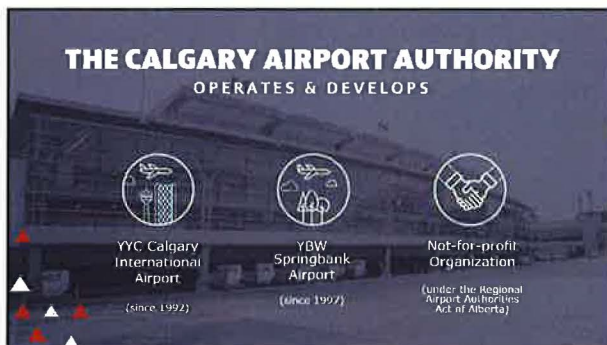 THE CALGARY AIRPORT AUTHORITY
OPERATES & DEVELOPS
YYC Calgary
International
Airport
(since 1992)
YBW
Springbank
Airport
(since 1997)
Not-for-profit
Organization
(under the Regional
Airport Authorities
Act of Alberta)